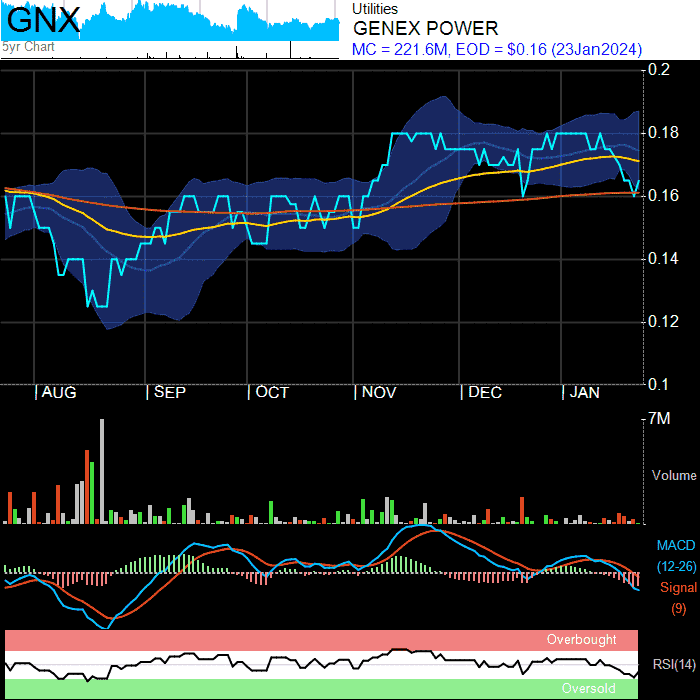 GNX
5yr Chart
Utilities
GENEX POWER
MC = 221.6M, EOD = $0.16 (23Jan2024)
0.2
0.18
0.16
0.14
0.12
0.1
AUG SEP OCT NOV DEC JAN
7M
Volume
MACD
(12-26)
Signal
(9)
Overbought
RSI(14)
Oversold